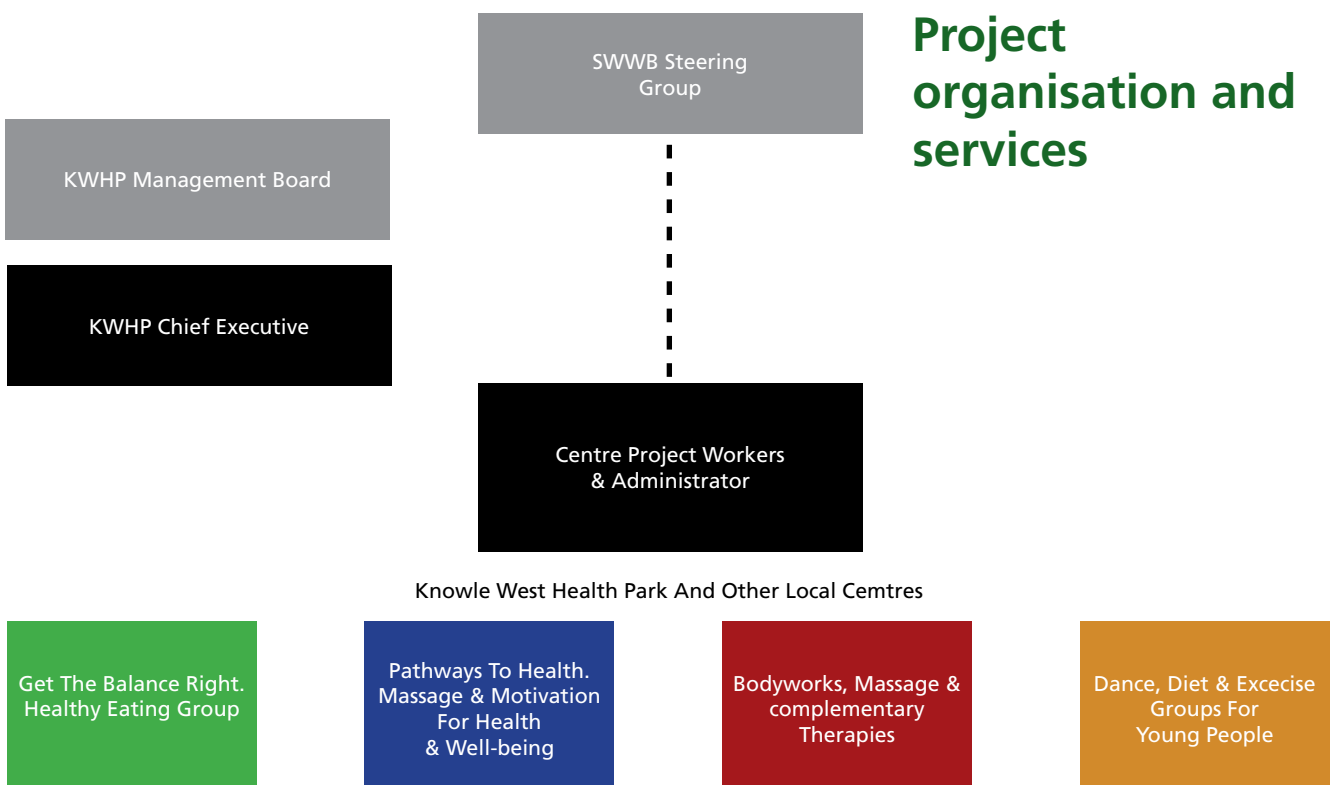 Project
organisation and
services
SWWB Steering
Group
KWHP Management Board
KWHP Chief Executive
Centre Project Workers
& Administrator
Knowle West Health Park And Other Local Cemtres
Get The Balance Right.
Healthy Eating Group
Pathways To Health.
Massage & Motivation
For Health
& Well-being
Bodyworks, Massage &
complementary
Therapies
Dance, Diet & Excecise
Groups For
Young People